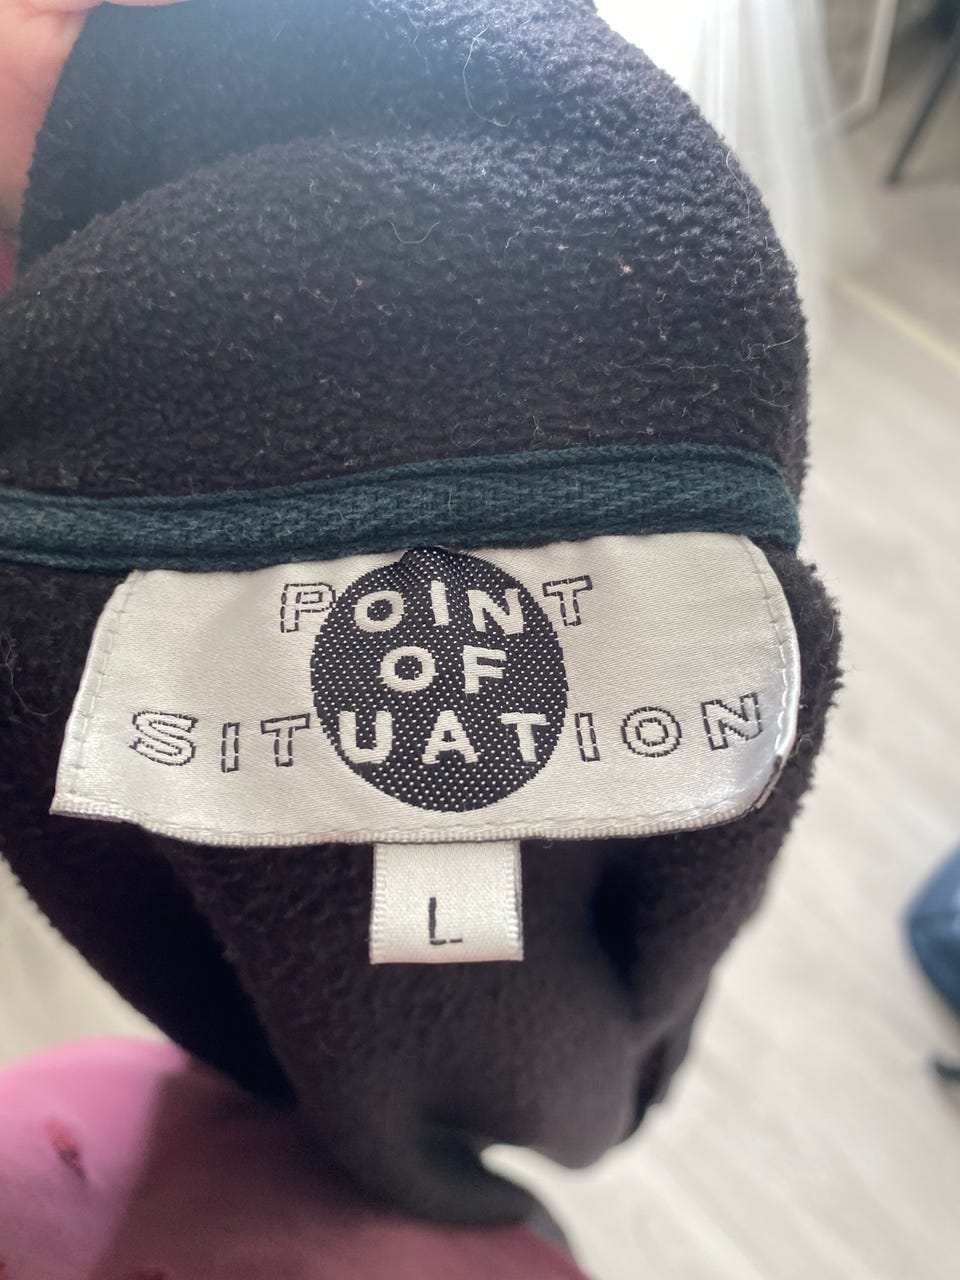 POINT
OF
SITUATION
L